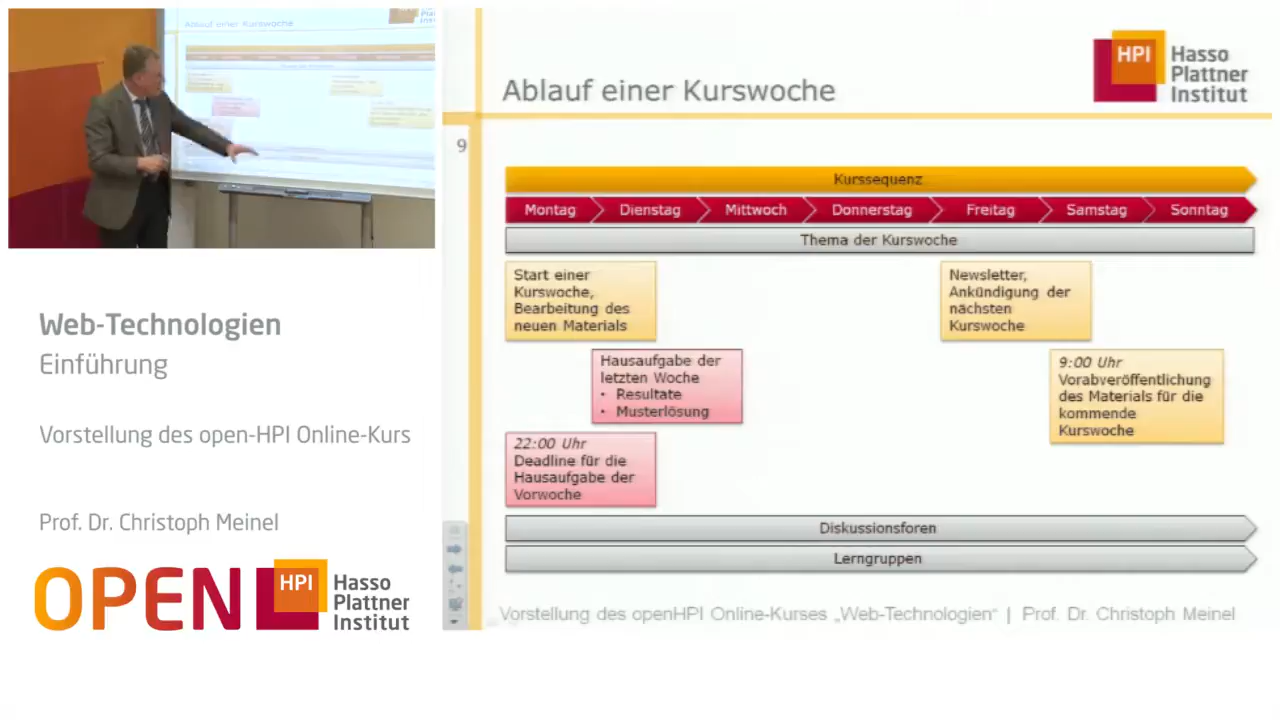 Ablauf einer Kurswoche
Web-Technologien
Einführung
Vorstellung des open-HPI Online-Kurs
Prof. Dr. Christoph Meinel
OPEN
HPI
Hasso
Plattner
Institut
Ablauf einer Kurswoche
HPI
Hasso
Plattner
Institut
9
Kurssequenz
Montag
Dienstag
Mittwoch
Donnerstag
Freitag
Samstag
Sonntag
Thema der Kurswoche
Start einer
Kurswoche,
Bearbeitung des
neuen Materials
Newsletter,
Ankündigung der
nächsten
Kurswoche
Hausaufgabe der
letzten Woche
• Resultate
• Musterlösung
9:00 Uhr
Vorabveröffentlichung
des Materials für die
kommende
Kurswoche
22:00 Uhr
Deadline für die
Hausaufgabe der
Vorwoche
Diskussionsforen
Lerngruppen
Vorstellung des openHPI Online-Kurses „Web-Technologien“ | Prof. Dr. Christoph Meinel